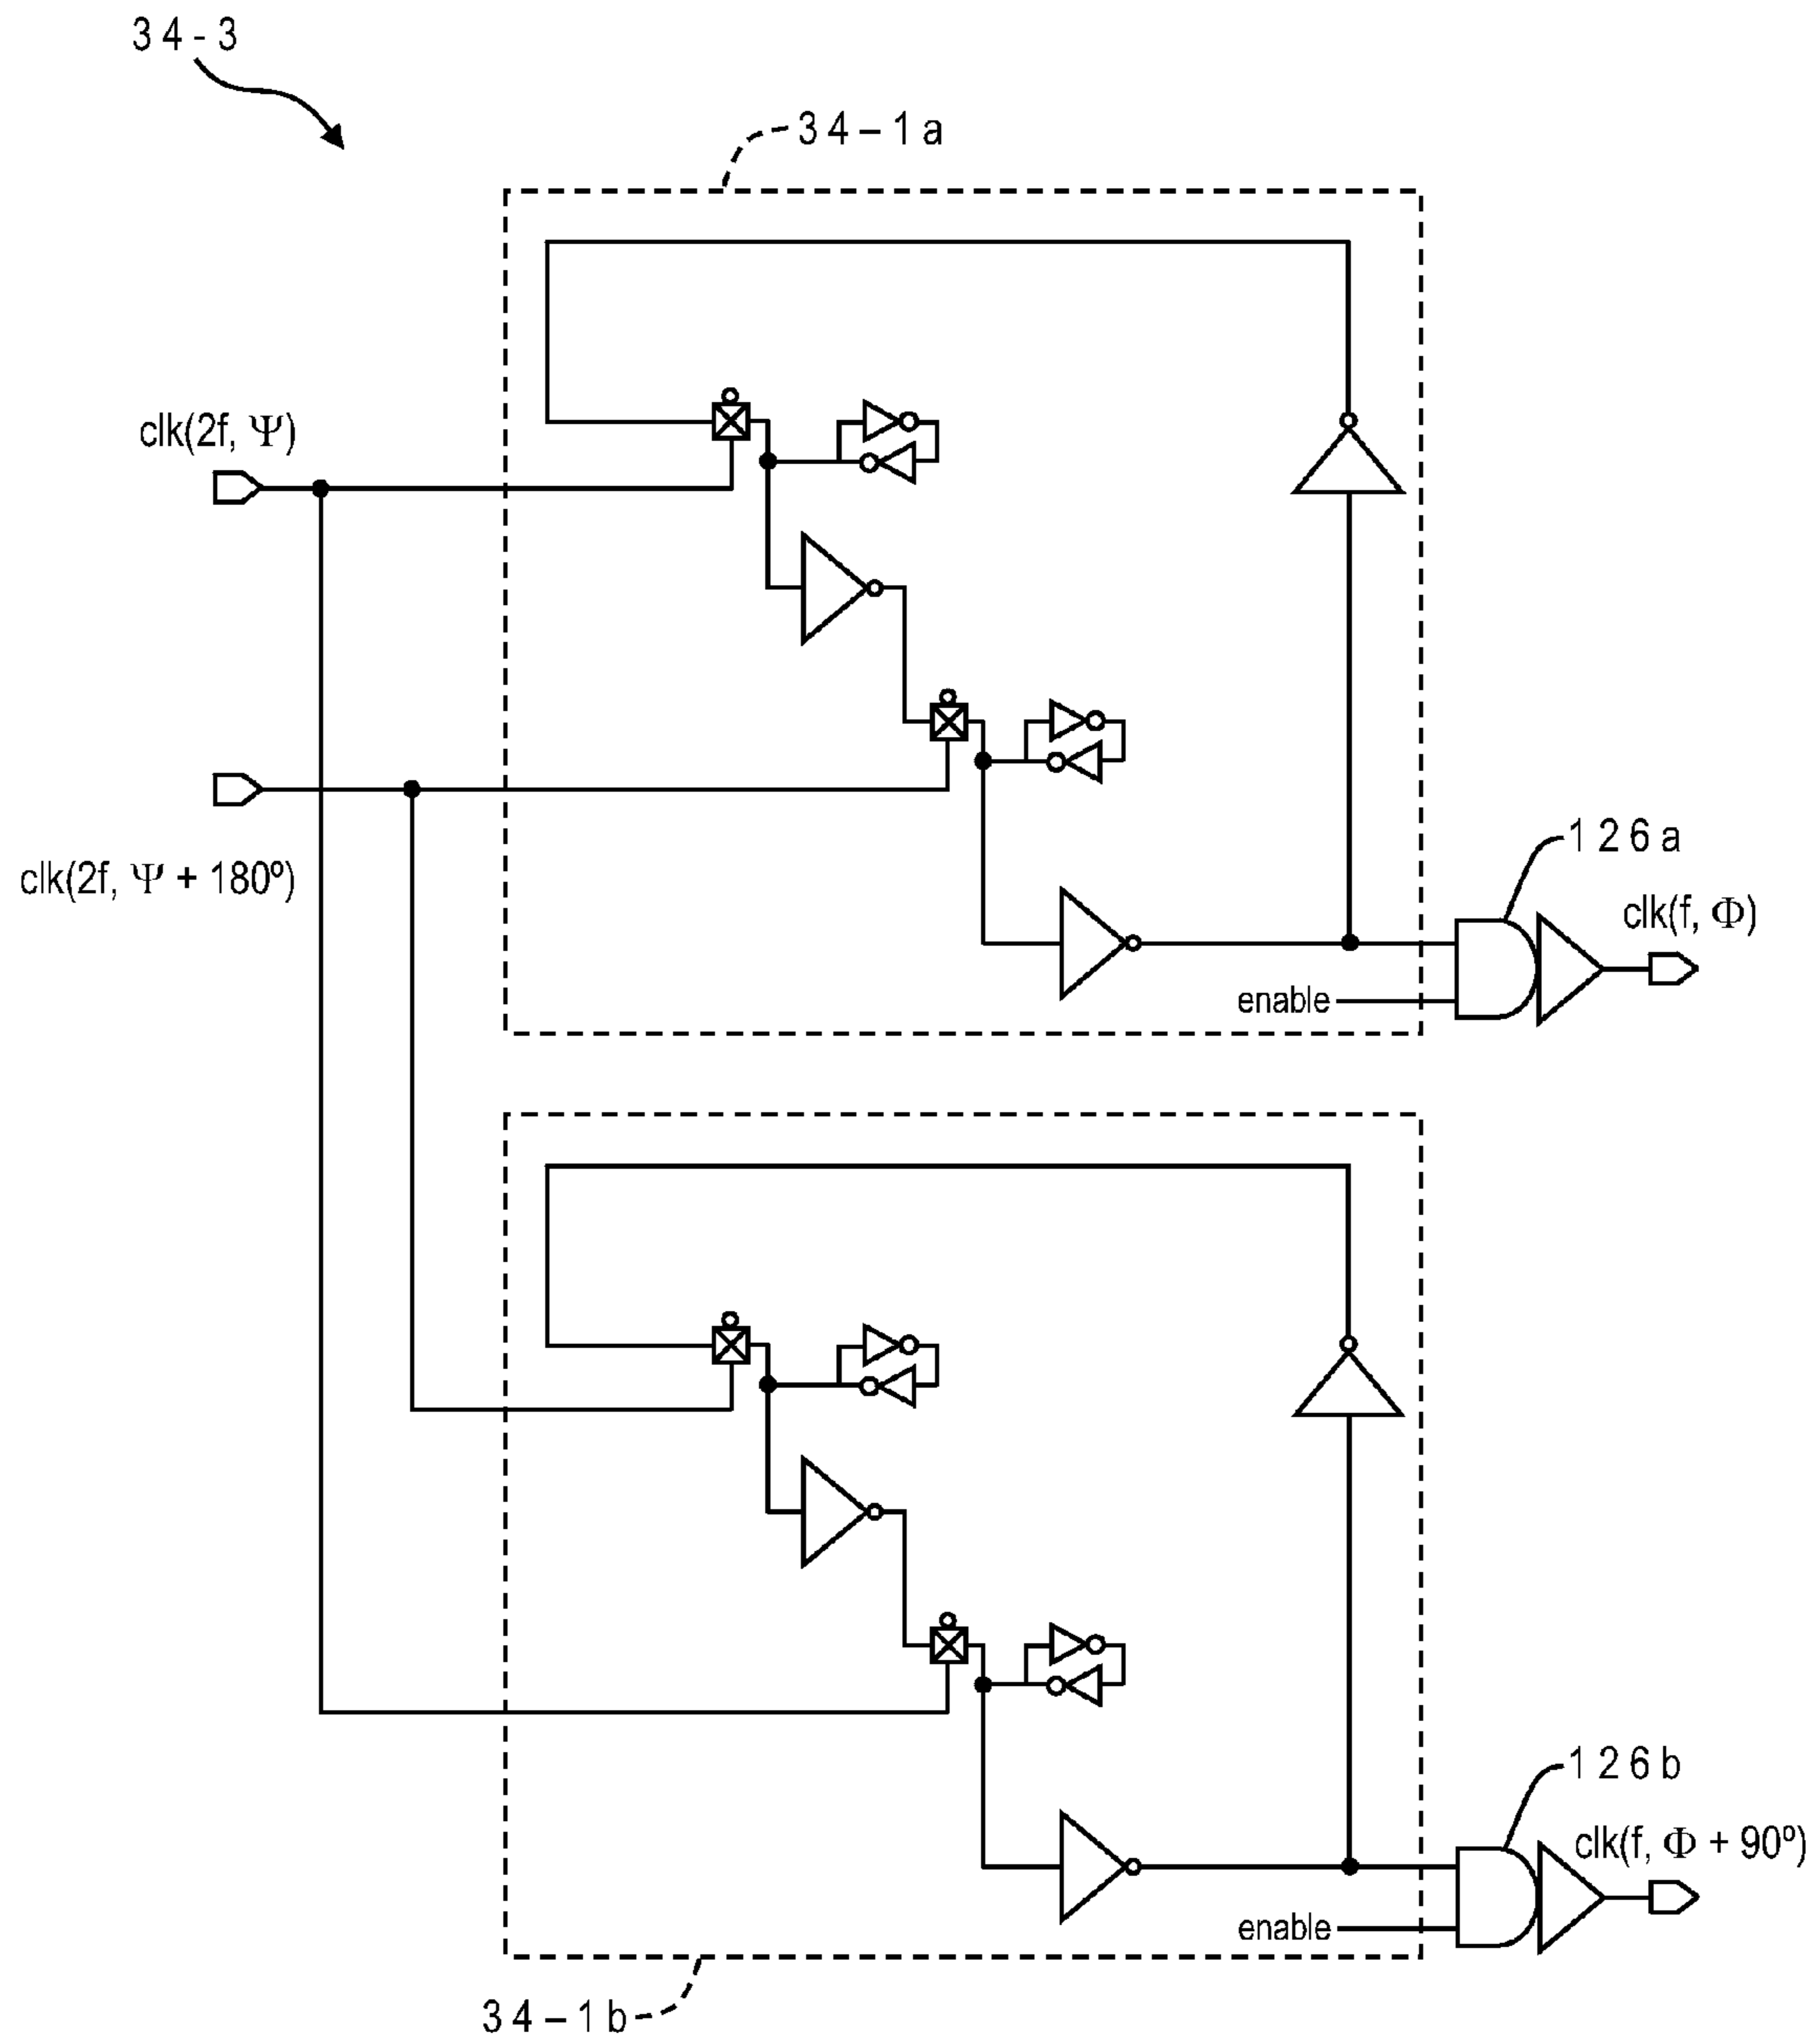 34-3
34-1a
clk(2f, Ψ)
clk(2f, Ψ + 180º)
126a
clk(f, Φ)
enable
126b
clk(f, Φ + 90º)
enable
34-1b